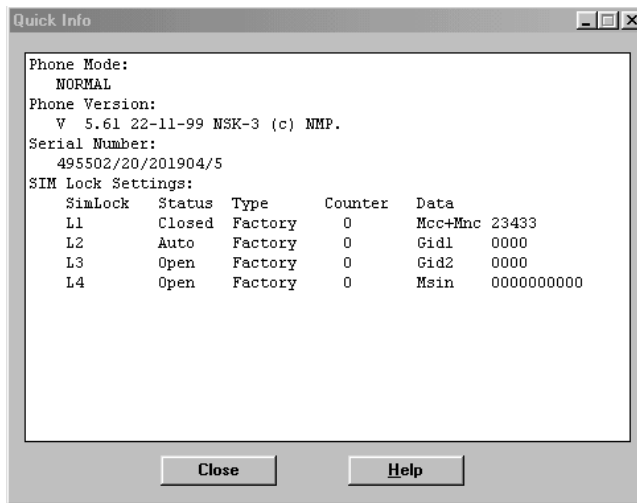 Quick Info
Phone Mode:
NORMAL
Phone Version:
V 5.61 22-11-99 NSK-3 (c) NMP.
Serial Number:
495502/20/201904/5
SIM Lock Settings:
SimLock Status Type Counter Data
L1 Closed Factory 0 Mcc+Mnc 23433
L2 Auto Factory 0 Gid1 0000
L3 Open Factory 0 Gid2 0000
L4 Open Factory 0 Msin 0000000000
Close Help